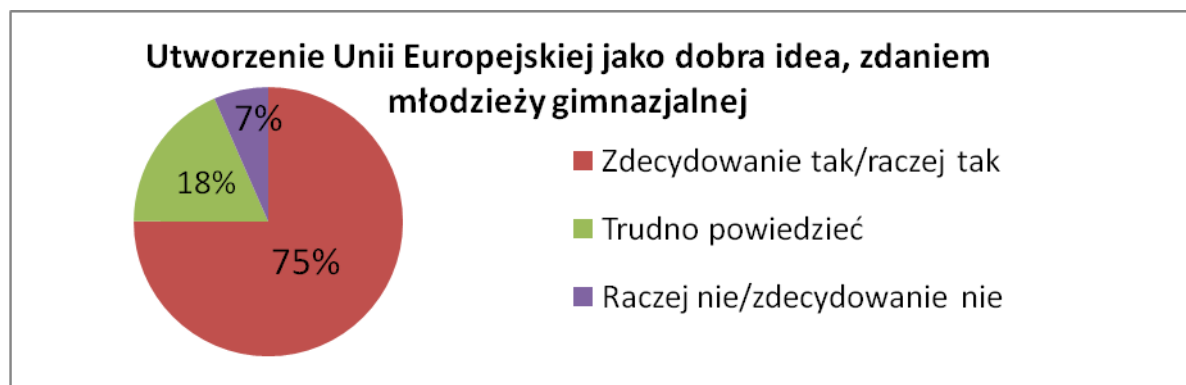 Utworzenie Unii Europejskiej jako dobra idea, zdaniem
młodzieży gimnazjalnej
7%
18%
75%
Zdecydowanie tak/raczej tak
Trudno powiedzieć
Raczej nie/zdecydowanie nie